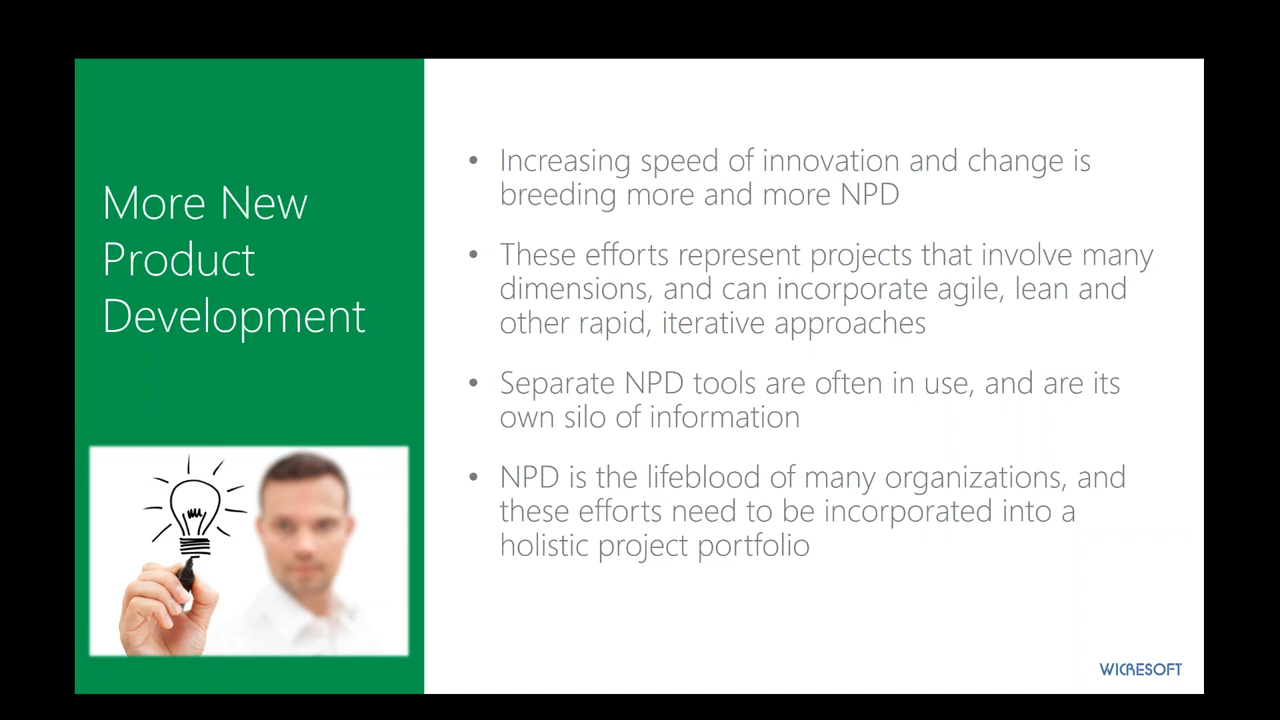 More New
Product
Development
• Increasing speed of innovation and change is
breeding more and more NPD
• These efforts represent projects that involve many
dimensions, and can incorporate agile, lean and
other rapid, iterative approaches
• Separate NPD tools are often in use, and are its
own silo of information
• NPD is the lifeblood of many organizations, and
these efforts need to be incorporated into a
holistic project portfolio
WICRESOFT